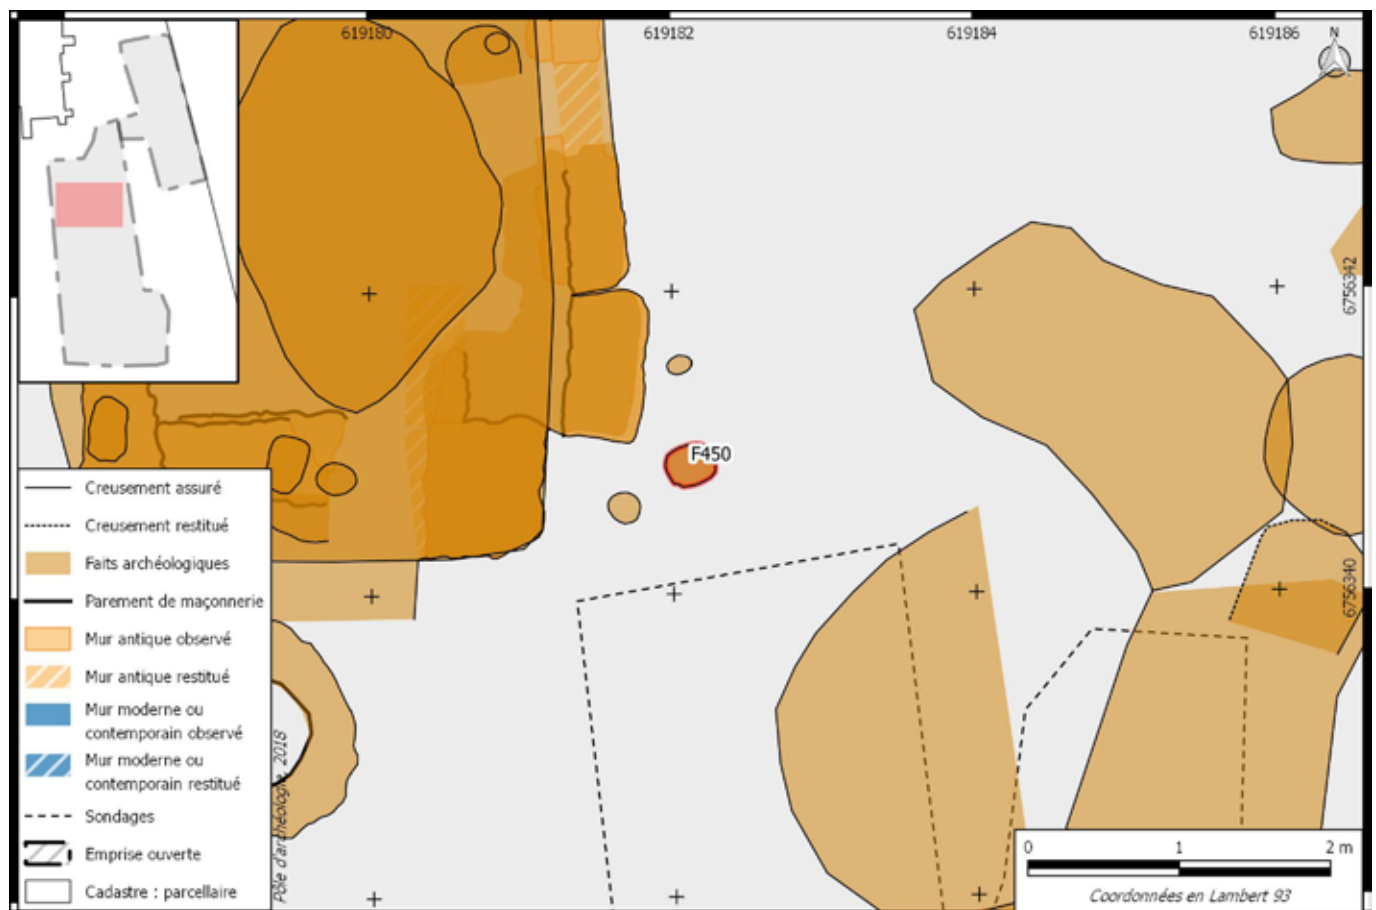 619180 619182 619184 619186
N
6756342
F450
6756340
Creusement assuré
Creusement restitué
Faits archéologiques
Parement de maçonnerie
Mur antique observé
Mur antique restitué
Mur moderne ou
contemporain observé
Mur moderne ou
contemporain restitué
Sondages
Emprise ouverte
Cadastre : parcellaire
Pôle d'archéologie, 2018
0 1 2 m
Coordonnées en Lambert 93